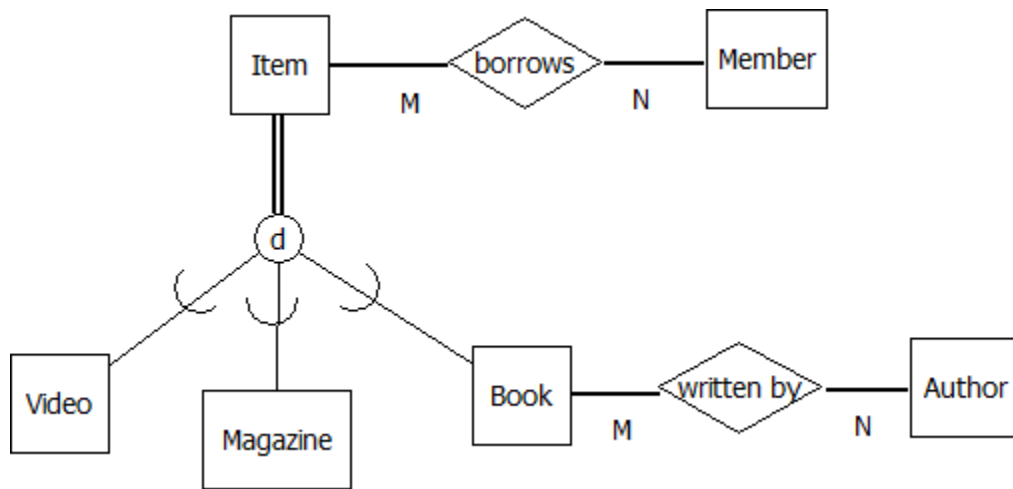 Item
borrows
Member
M
N
d
Video
Magazine
Book
written by
Author
M
N